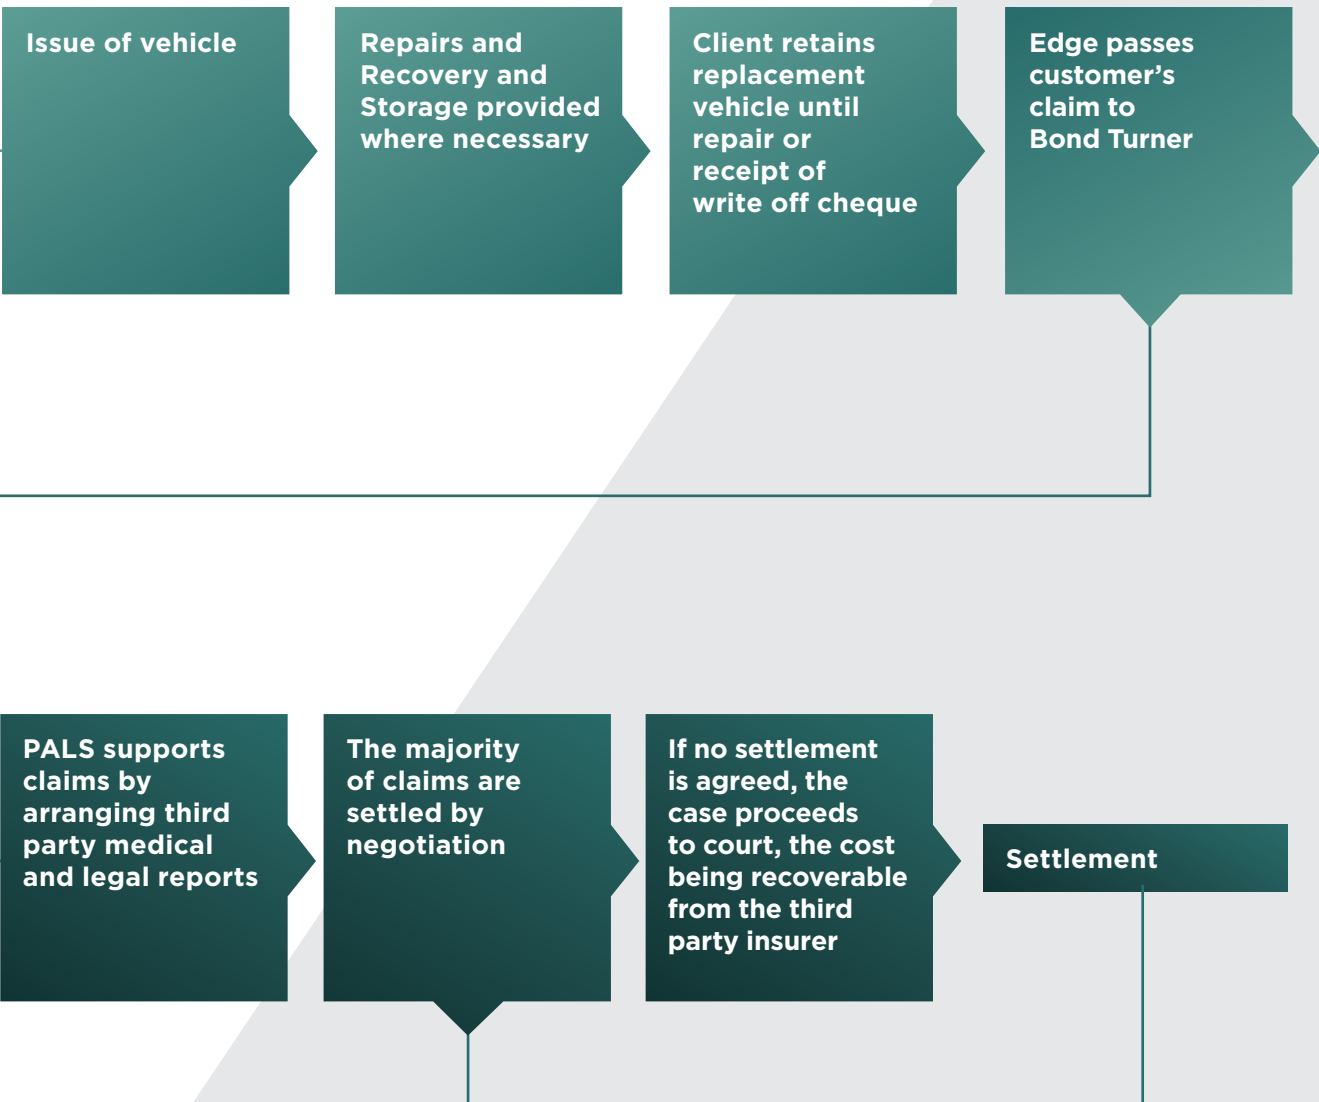 Issue of vehicle
Repairs and
Recovery and
Storage provided
where necessary
Client retains
replacement
vehicle until
repair or
receipt of
write off cheque
Edge passes
customer’s
claim to
Bond Turner
PALS supports
claims by
arranging third
party medical
and legal reports
The majority
of claims are
settled by
negotiation
If no settlement
is agreed, the
case proceeds
to court, the cost
being recoverable
from the third
party insurer
Settlement